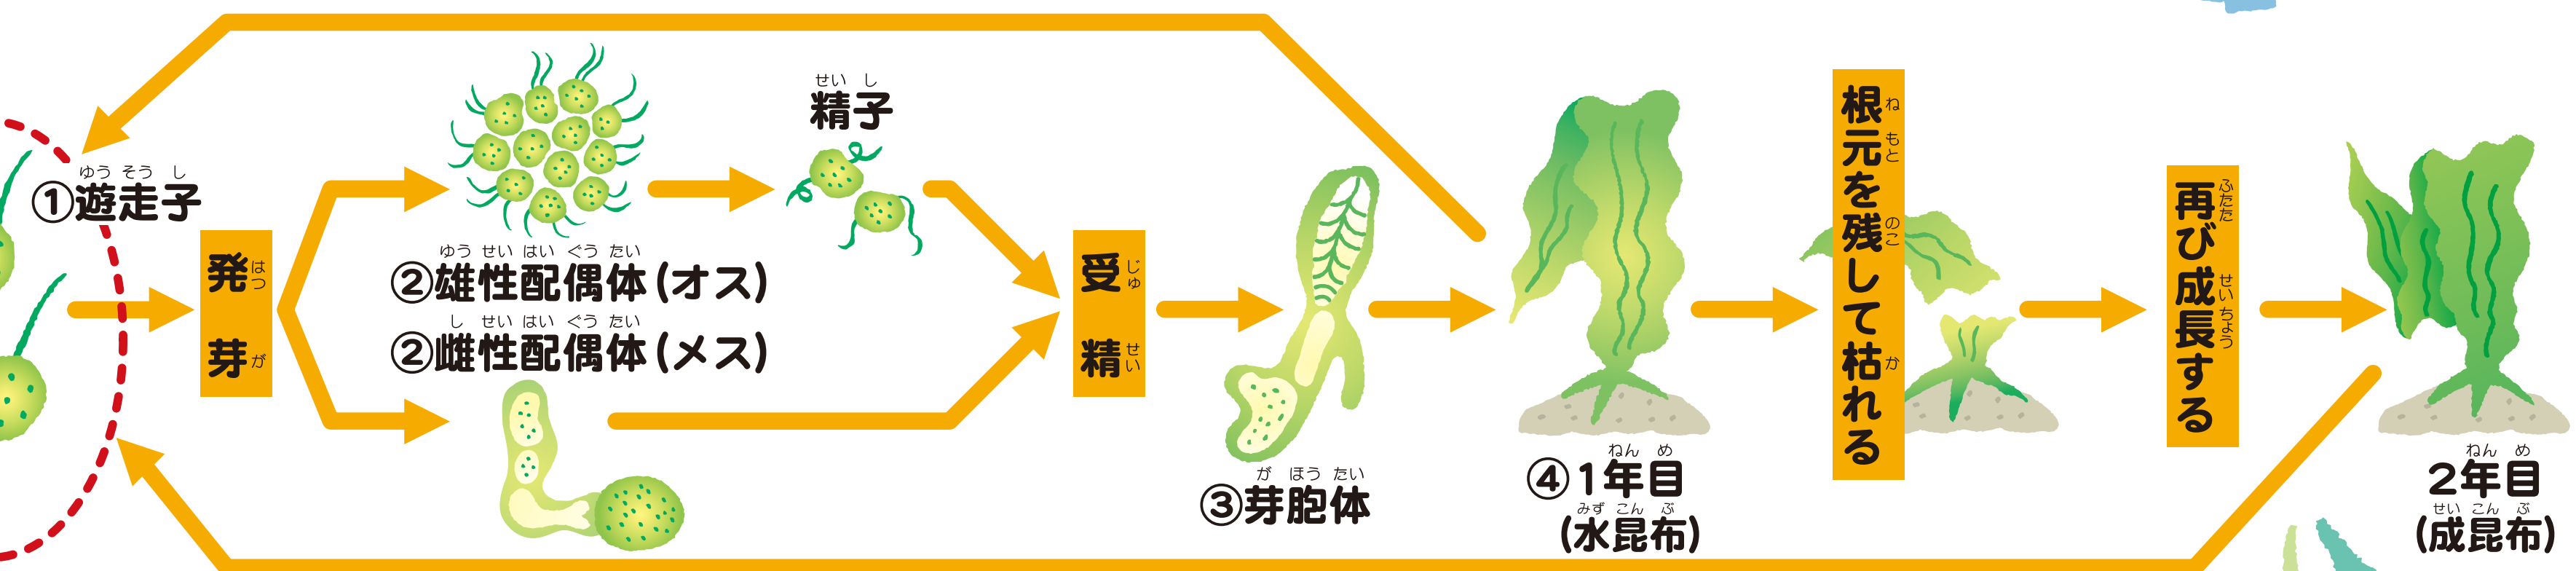 ゆうそうし
①遊走子
はつが
発芽
ゆうせいはいぐうたい
②雄性配偶体(オス)
しせいはいぐうたい
②雌性配偶体(メス)
せいし
精子
じゅせい
受精
がほうたい
③芽胞体
ねんめ
④1年目
みずこんぶ
(水昆布)
ねもとのこか
根元を残して枯れる
ふたたせいちょう
再び成長する
ねんめ
2年目
せいこんぶ
(成昆布)